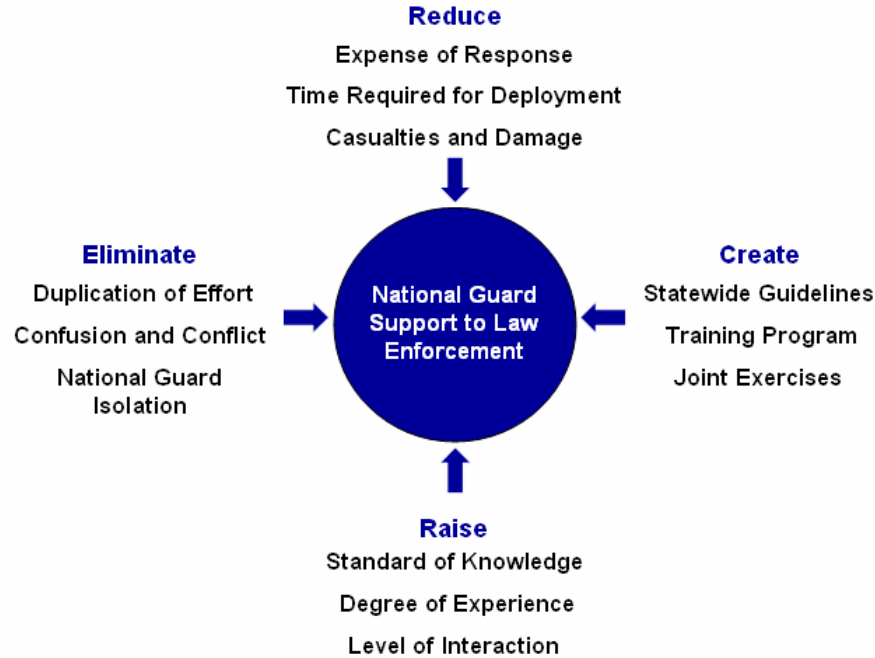 Reduce
Expense of Response
Time Required for Deployment
Casualties and Damage
Eliminate
Duplication of Effort
Confusion and Conflict
National Guard
Isolation
National Guard
Support to Law
Enforcement
Create
Statewide Guidelines
Training Program
Joint Exercises
Raise
Standard of Knowledge
Degree of Experience
Level of Interaction